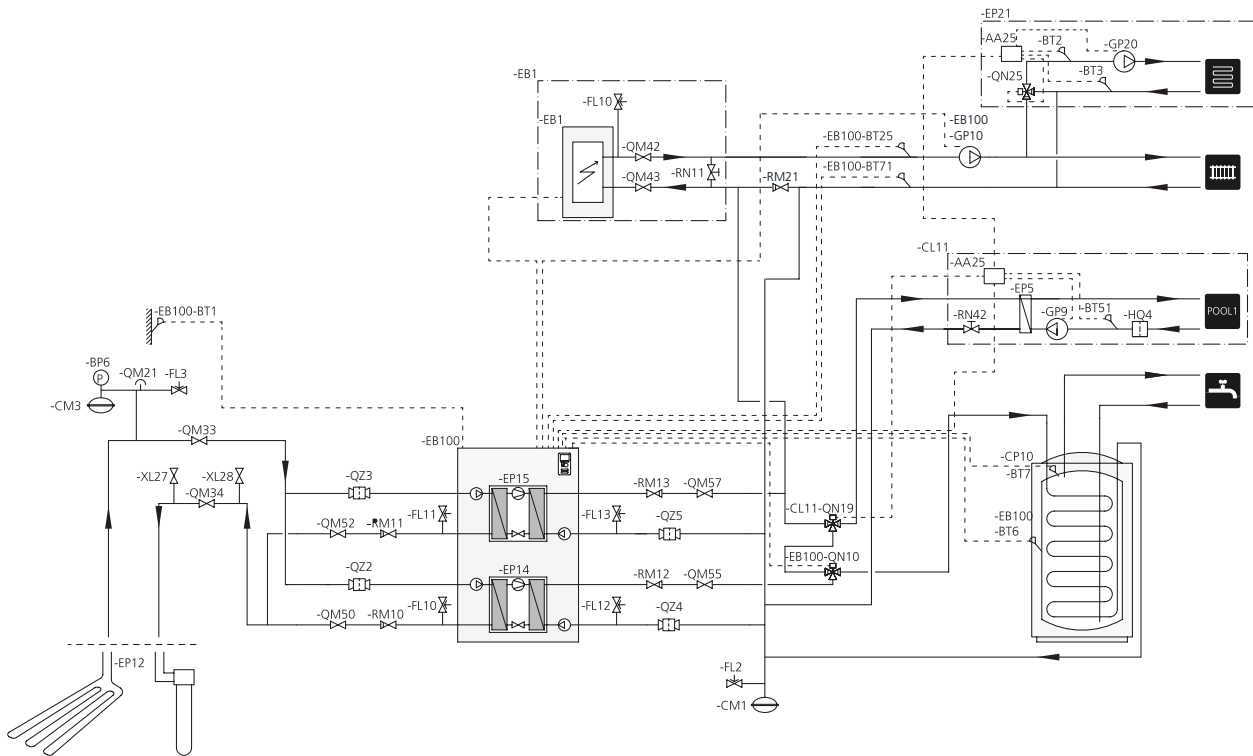 -EP21
-AA25
-BT2
-GP20
-BT3
-QN25
-EB1
-FL10
-EB1
-QM42
-QM43
-RN11
-EB100-BT25
-EB100
-GP10
-EB100-BT71
-RM21
-CL11
-AA25
-EP5
-GP9
-BT51
-HQ4
-RN42
POOL1
-EB100-BT1
-BP6
P
-QM21
-FL3
-CM3
-QM33
-XL27
-XL28
-QM34
-EB100
-QZ3
-EP15
-RM13
-QM57
-CP10
-BT7
-QM52
-RM11
-FL11
-FL13
-QZ5
-CL11-QN19
-EB100
-BT6
-QZ2
-EP14
-RM12
-QM55
-EB100-QN10
-QM50
-RM10
-FL10
-FL12
-QZ4
-EP12
-FL2
-CM1